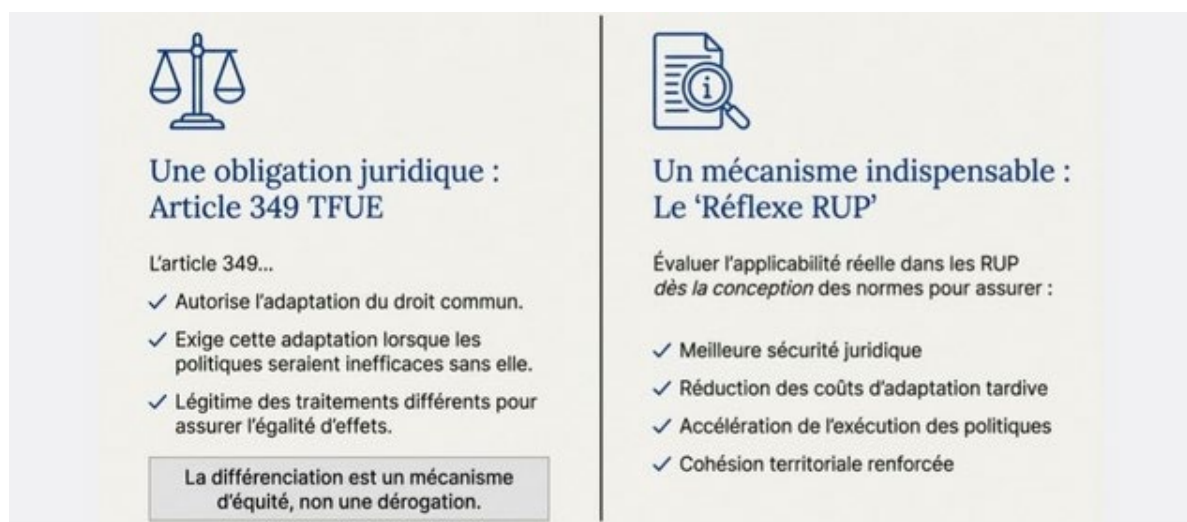 Une obligation juridique :
Article 349 TFUE
L'article 349...
✓ Autorise l'adaptation du droit commun.
✓ Exige cette adaptation lorsque les
politiques seraient inefficaces sans elle.
✓ Légitime des traitements différents pour
assurer l'égalité d'effets.
La différenciation est un mécanisme
d'équité, non une dérogation.
i
Un mécanisme indispensable :
Le ‘Réflexe RUP’
Évaluer l'applicabilité réelle dans les RUP
dès la conception des normes pour assurer :
✓ Meilleure sécurité juridique
✓ Réduction des coûts d'adaptation tardive
✓ Accélération de l'exécution des politiques
✓ Cohésion territoriale renforcée